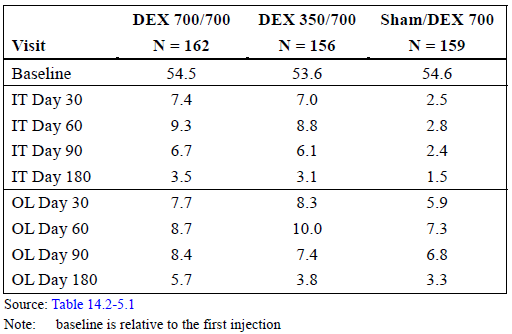 DEX 700/700 DEX 350/700 Sham/DEX 700
Visit N = 162 N = 156 N = 159
Baseline 54.5 53.6 54.6
IT Day 30 7.4 7.0 2.5
IT Day 60 9.3 8.8 2.8
IT Day 90 6.7 6.1 2.4
IT Day 180 3.5 3.1 1.5
OL Day 30 7.7 8.3 5.9
OL Day 60 8.7 10.0 7.3
OL Day 90 8.4 7.4 6.8
OL Day 180 5.7 3.8 3.3
Source: Table 14.2-5.1
Note: baseline is relative to the first injection